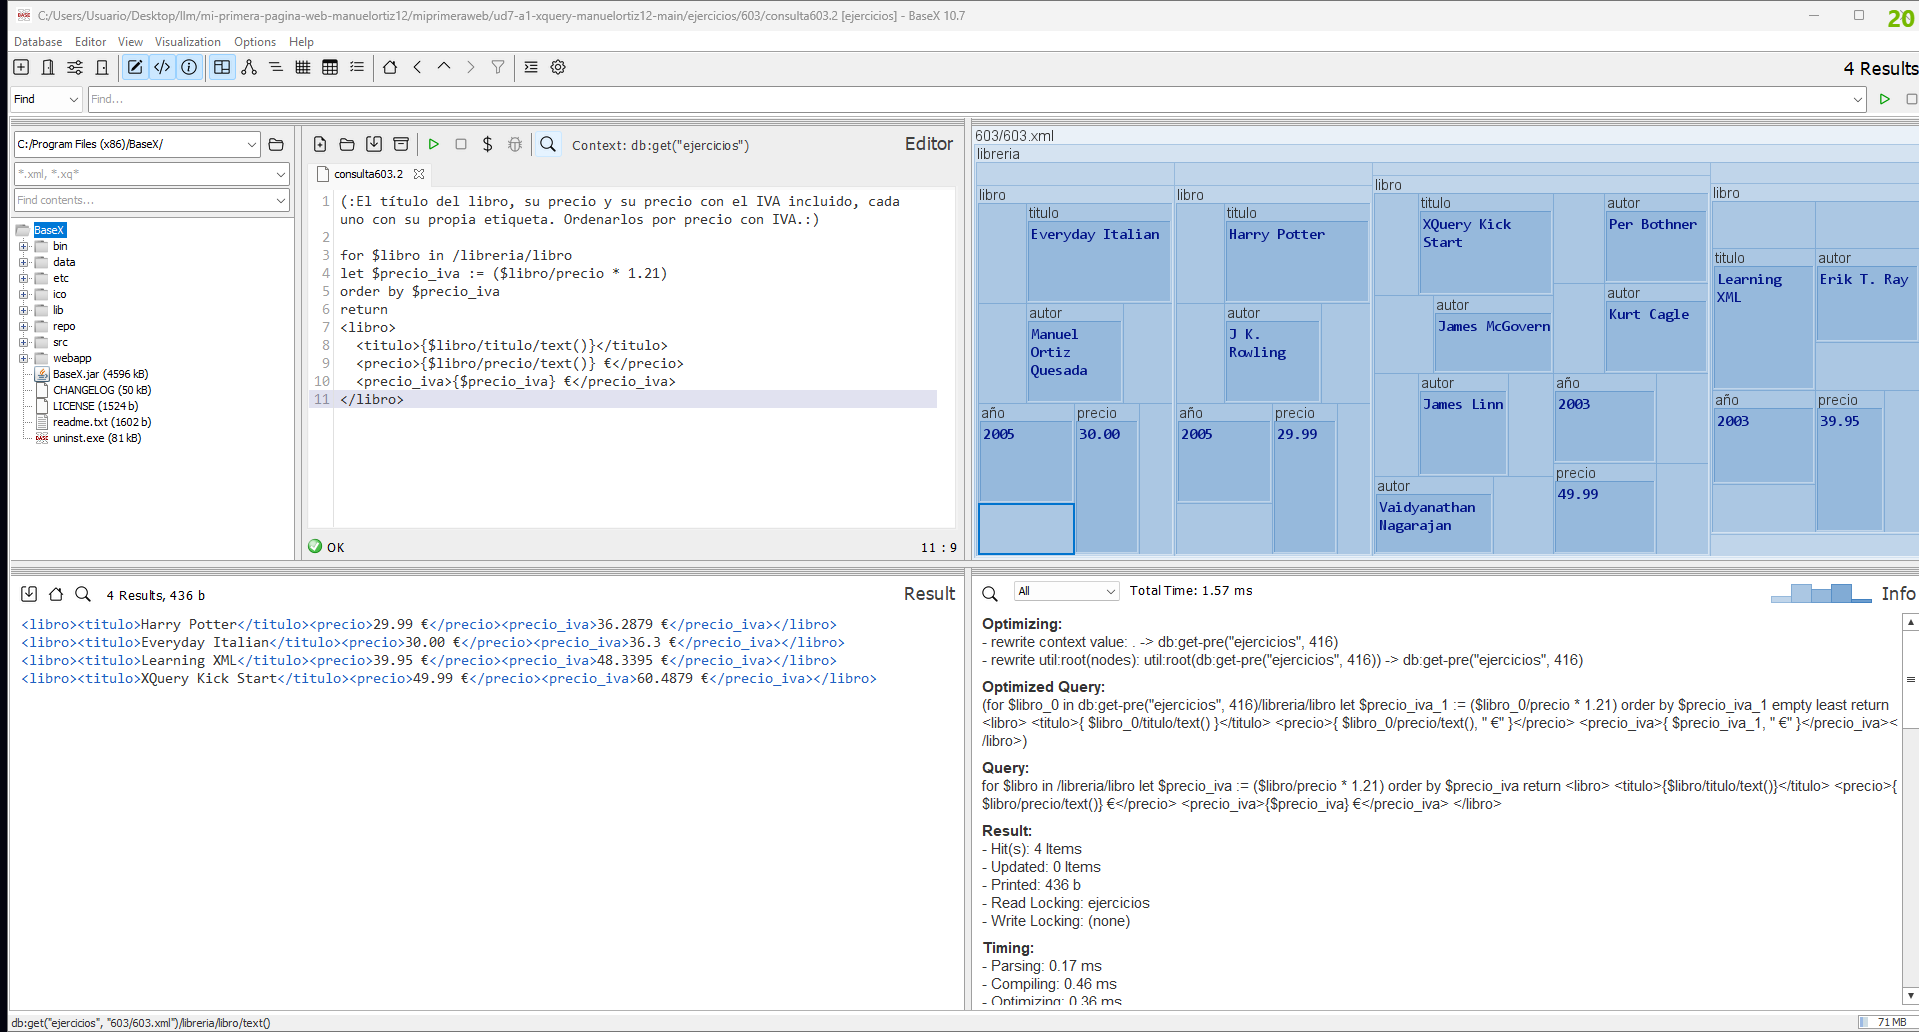 C:/Users/Usuario/Desktop/llm/mi-primera-pagina-web-manuelortiz12/miprimeraweb/ud7-a1-xquery-manuelortiz12-main/ejercicios/603/consulta603.2 [ejercicios] - BaseX 10.7
20
Database Editor View Visualization Options Help
4 Results
Find Find...
C:/Program Files (x86)/BaseX/
*.xml, *.xq*
Find contents...
BaseX
bin
data
etc
ico
lib
repo
src
webapp
BaseX.jar (4596 kB)
CHANGELOG (50 kB)
LICENSE (1524 b)
readme.txt (1602 b)
uninst.exe (81 kB)
Context: db:get("ejercicios") Editor
consulta603.2
1 (:El título del libro, su precio y su precio con el IVA incluido, cada
uno con su propia etiqueta. Ordenarlos por precio con IVA.:)
2
3 for $libro in /libreria/libro
4 let $precio_iva := ($libro/precio * 1.21)
5 order by $precio_iva
6 return
7 <libro>
8   <titulo>{$libro/titulo/text()}</titulo>
9   <precio>{$libro/precio/text()} €</precio>
10   <precio_iva>{$precio_iva} €</precio_iva>
11 </libro>
OK 11 : 9
603/603.xml
libreria
libro
titulo
Everyday Italian
autor
Manuel
Ortiz
Quesada
año
2005
precio
30.00
libro
titulo
Harry Potter
autor
J K.
Rowling
año
2005
precio
29.99
libro
titulo
XQuery Kick
Start
autor
Per Bothner
autor
James McGovern
autor
Kurt Cagle
autor
James Linn
año
2003
autor
Vaidyanathan
Nagarajan
precio
49.99
libro
titulo
Learning
XML
autor
Erik T. Ray
año
2003
precio
39.95
4 Results, 436 b Result
<libro><titulo>Harry Potter</titulo><precio>29.99 €</precio><precio_iva>36.2879 €</precio_iva></libro>
<libro><titulo>Everyday Italian</titulo><precio>30.00 €</precio><precio_iva>36.3 €</precio_iva></libro>
<libro><titulo>Learning XML</titulo><precio>39.95 €</precio><precio_iva>48.3395 €</precio_iva></libro>
<libro><titulo>XQuery Kick Start</titulo><precio>49.99 €</precio><precio_iva>60.4879 €</precio_iva></libro>
All Total Time: 1.57 ms Info
Optimizing:
- rewrite context value: . -> db:get-pre("ejercicios", 416)
- rewrite util:root(nodes): util:root(db:get-pre("ejercicios", 416)) -> db:get-pre("ejercicios", 416)
Optimized Query:
(for $libro_0 in db:get-pre("ejercicios", 416)/libreria/libro let $precio_iva_1 := ($libro_0/precio * 1.21) order by $precio_iva_1 empty least return
<libro> <titulo>{ $libro_0/titulo/text() }</titulo> <precio>{ $libro_0/precio/text(), " €" }</precio> <precio_iva>{ $precio_iva_1, " €" }</precio_iva><
/libro>)
Query:
for $libro in /libreria/libro let $precio_iva := ($libro/precio * 1.21) order by $precio_iva return <libro> <titulo>{$libro/titulo/text()}</titulo> <precio>{
$libro/precio/text()} €</precio> <precio_iva>{$precio_iva} €</precio_iva> </libro>
Result:
- Hit(s): 4 Items
- Updated: 0 Items
- Printed: 436 b
- Read Locking: ejercicios
- Write Locking: (none)
Timing:
- Parsing: 0.17 ms
- Compiling: 0.46 ms
- Optimizing: 0.36 ms
db:get("ejercicios", "603/603.xml")/libreria/libro/text()
71 MB